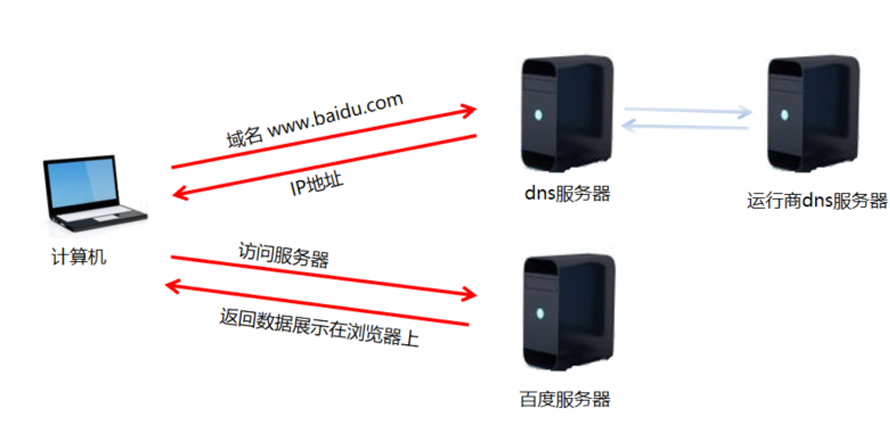 域名 www.baidu.com
IP地址
dns服务器
运行商dns服务器
计算机
访问服务器
返回数据展示在浏览器上
百度服务器